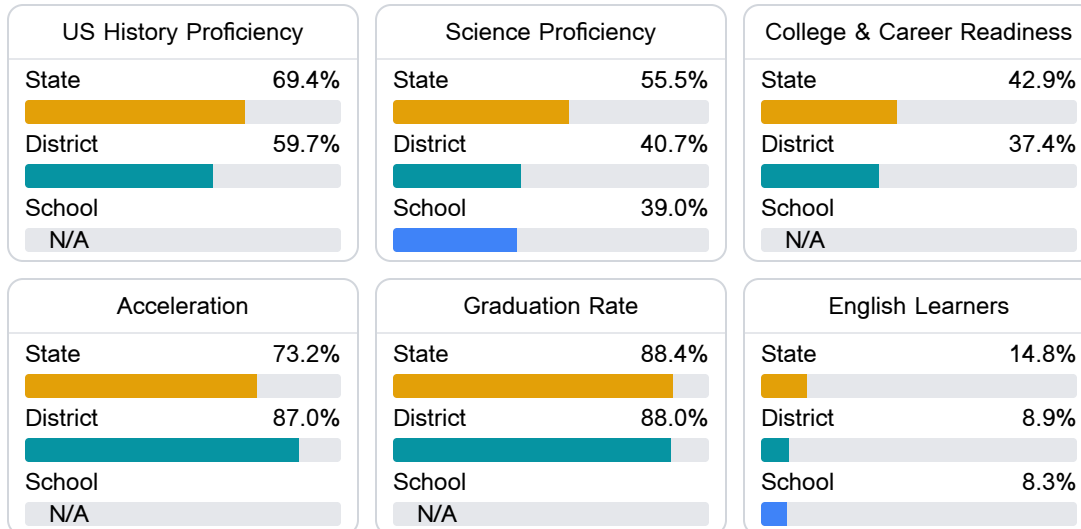 US History Proficiency
State 69.4%
District 59.7%
School
N/A
Science Proficiency
State 55.5%
District 40.7%
School 39.0%
College & Career Readiness
State 42.9%
District 37.4%
School
N/A
Acceleration
State 73.2%
District 87.0%
School
N/A
Graduation Rate
State 88.4%
District 88.0%
School
N/A
English Learners
State 14.8%
District 8.9%
School 8.3%